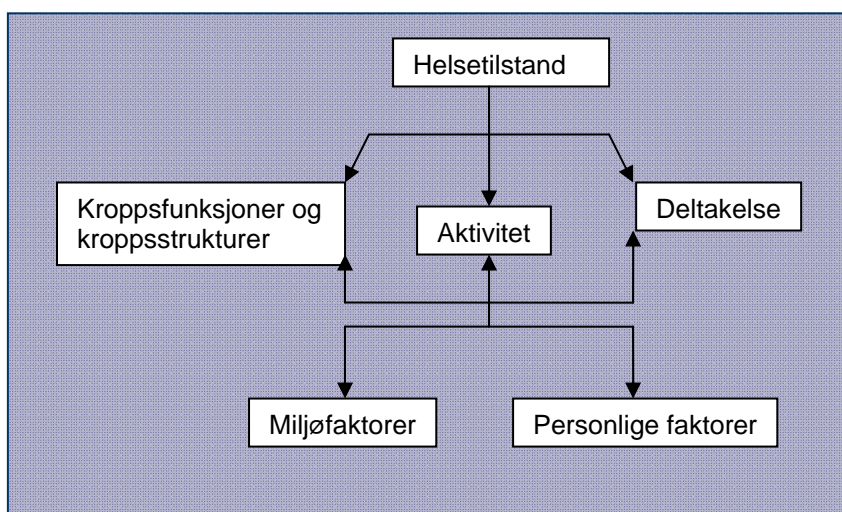 Helsetilstand
Kroppsfunksjoner og
kroppsstrukturer
Aktivitet
Deltakelse
Miljøfaktorer
Personlige faktorer